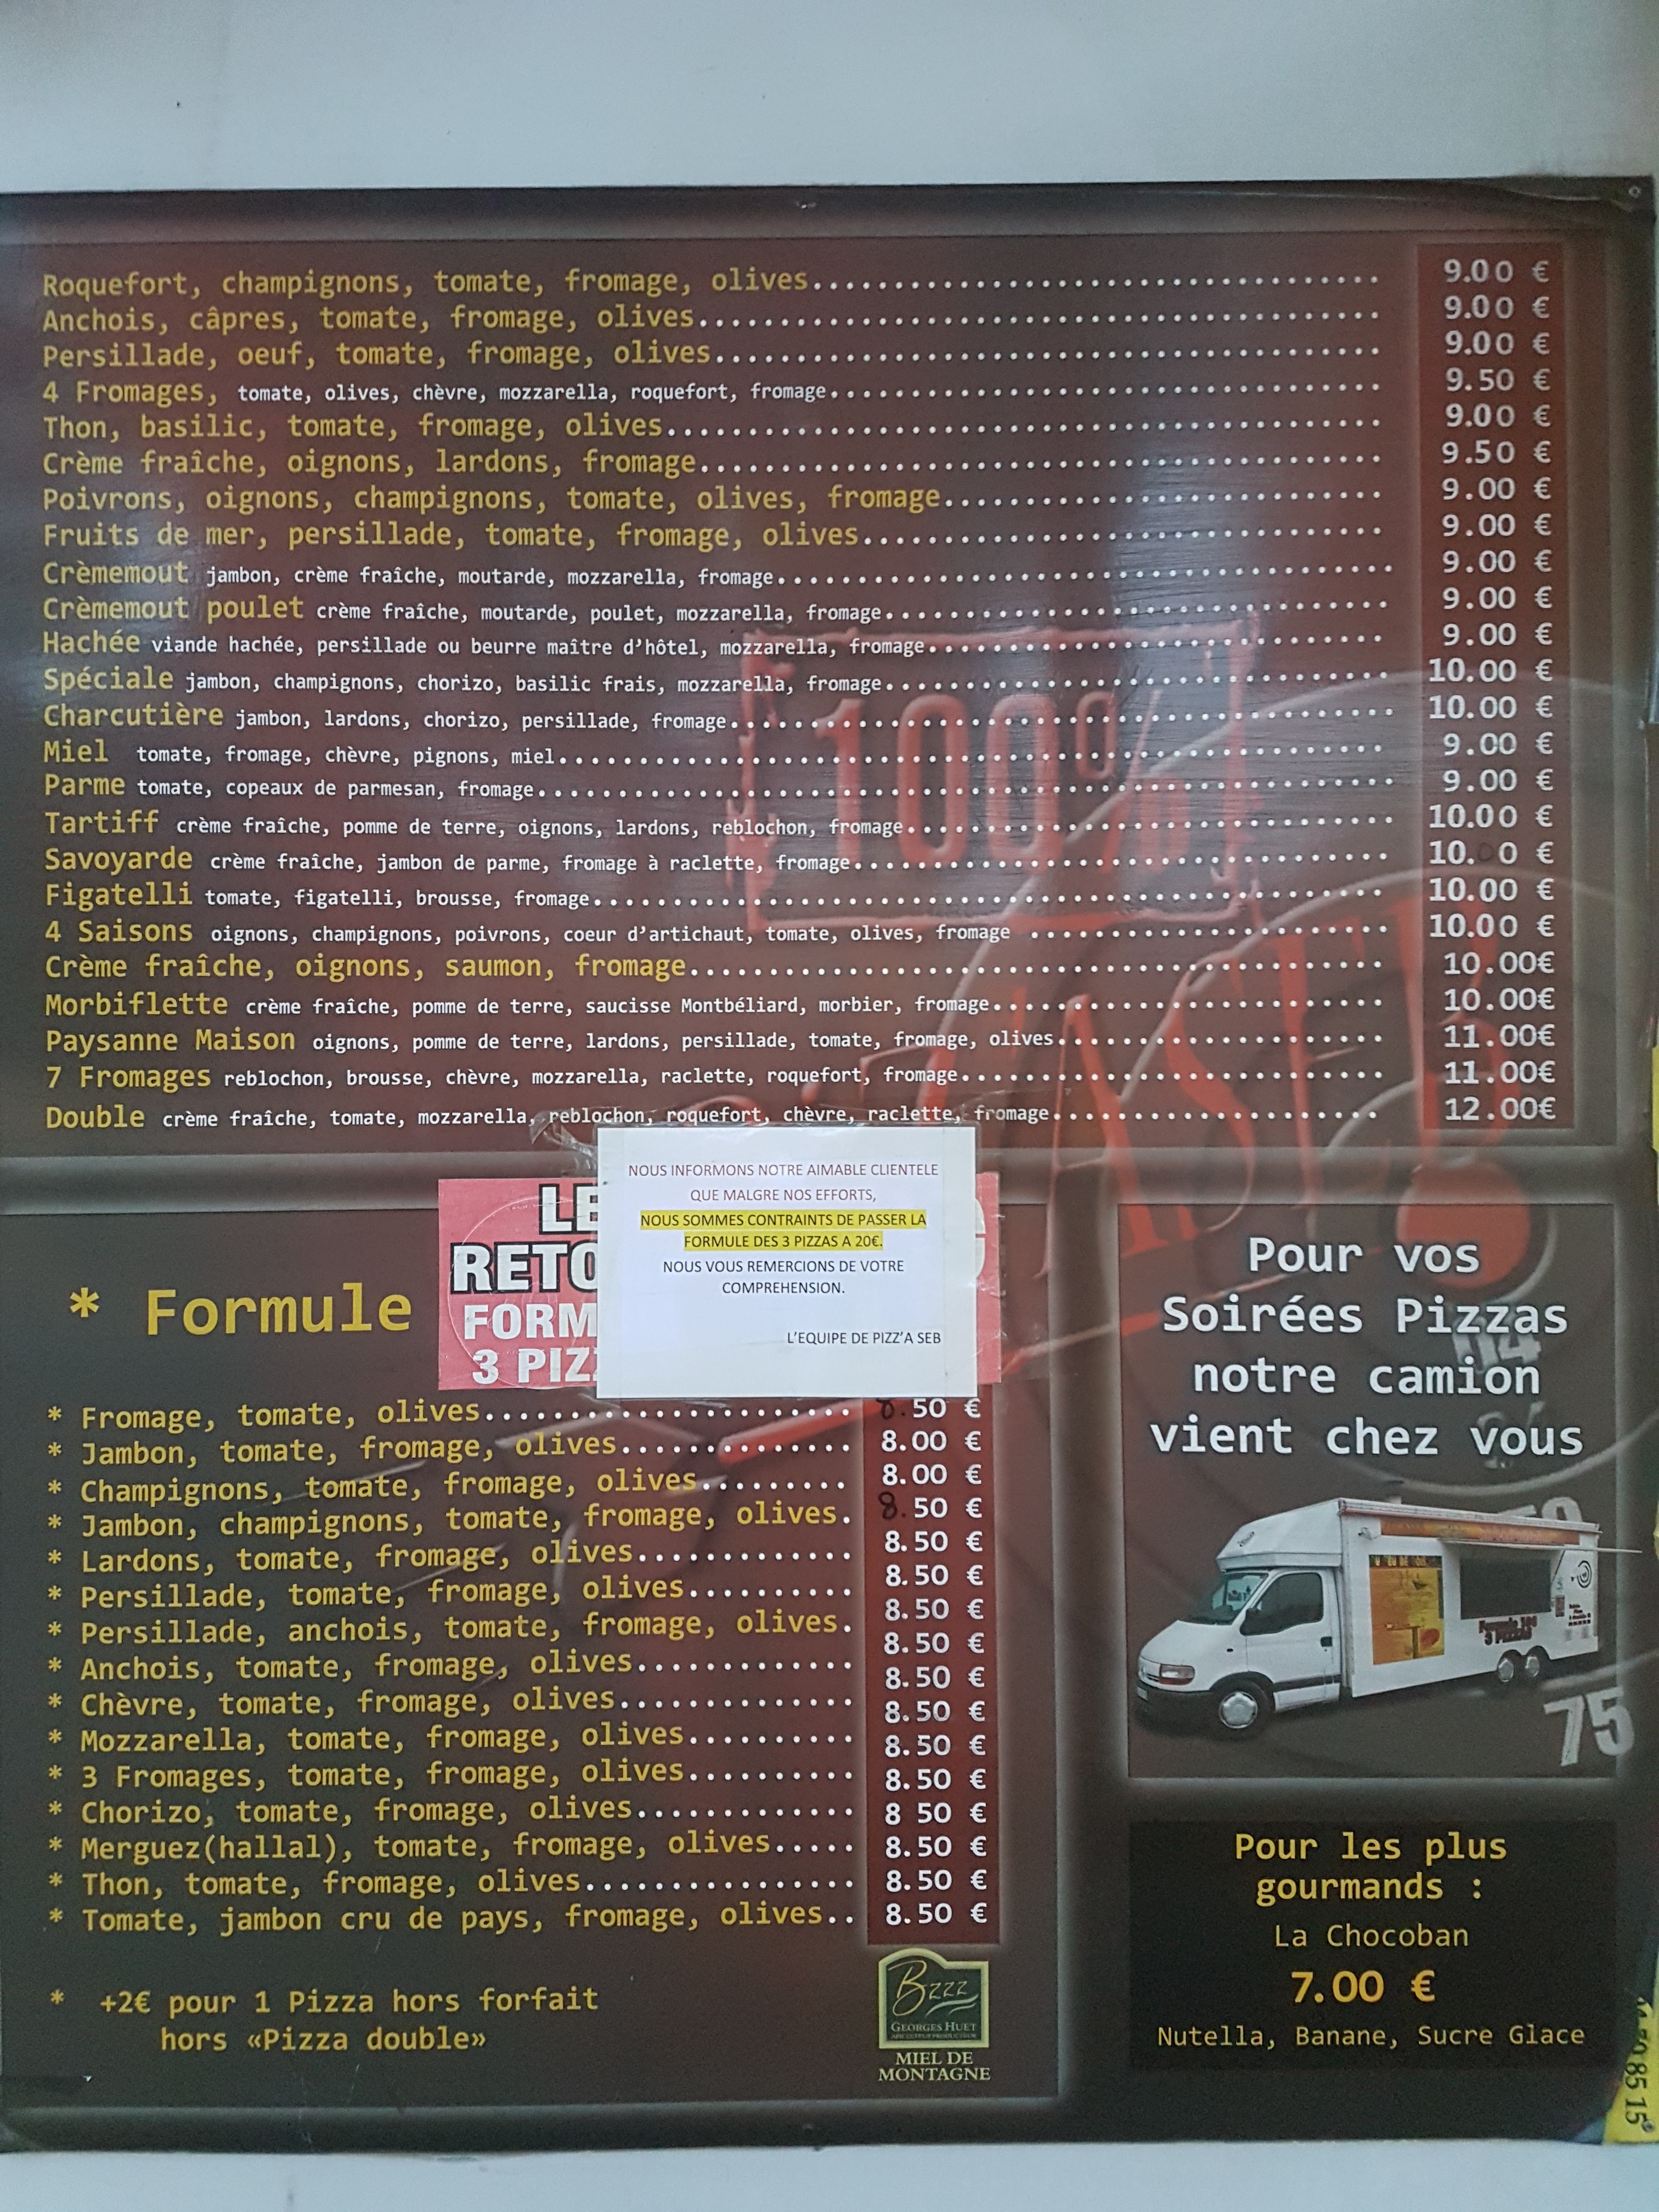 Roquefort, champignons, tomate, fromage, olives 9.00 €
Anchois, câpres, tomate, fromage, olives 9.00 €
Persillade, oeuf, tomate, fromage, olives 9.00 €
4 Fromages, tomate, olives, chèvre, mozzarella, roquefort, fromage 9.50 €
Thon, basilic, tomate, fromage, olives 9.00 €
Crème fraîche, oignons, lardons, fromage 9.50 €
Poivrons, oignons, champignons, tomate, olives, fromage 9.00 €
Fruits de mer, persillade, tomate, fromage, olives 9.00 €
Crèmemout jambon, crème fraîche, moutarde, mozzarella, fromage 9.00 €
Crèmemout poulet crème fraîche, moutarde, poulet, mozzarella, fromage 9.00 €
Hachée viande hachée, persillade ou beurre maître d'hôtel, mozzarella, fromage 9.00 €
Spéciale jambon, champignons, chorizo, basilic frais, mozzarella, fromage 10.00 €
Charcutière jambon, lardons, chorizo, persillade, fromage 10.00 €
Miel tomate, fromage, chèvre, pignons, miel 9.00 €
Parme tomate, copeaux de parmesan, fromage 9.00 €
Tartiff crème fraîche, pomme de terre, oignons, lardons, reblochon, fromage 10.00 €
Savoyarde crème fraîche, jambon de parme, fromage à raclette, fromage 10.00 €
Figatelli tomate, figatelli, brousse, fromage 10.00 €
4 Saisons oignons, champignons, poivrons, coeur d'artichaut, tomate, olives, fromage 10.00 €
Crème fraîche, oignons, saumon, fromage 10.00€
Morbiflette crème fraîche, pomme de terre, saucisse Montbéliard, morbier, fromage 10.00€
Paysanne Maison oignons, pomme de terre, lardons, persillade, tomate, fromage, olives 11.00€
7 Fromages reblochon, brousse, chèvre, mozzarella, raclette, roquefort, fromage 11.00€
Double crème fraîche, tomate, mozzarella, reblochon, roquefort, chèvre, raclette, fromage 12.00€
100%
NOUS INFORMONS NOTRE AIMABLE CLIENTELE
QUE MALGRE NOS EFFORTS,
NOUS SOMMES CONTRAINTS DE PASSER LA
FORMULE DES 3 PIZZAS A 20€.
NOUS VOUS REMERCIONS DE VOTRE
COMPREHENSION.
L'EQUIPE DE PIZZ'A SEB
* Formule
LE
RETO
FORM
3 PIZ
* Fromage, tomate, olives .50 €
* Jambon, tomate, fromage, olives 8.00 €
* Champignons, tomate, fromage, olives 8.00 €
* Jambon, champignons, tomate, fromage, olives. 8.50 €
* Lardons, tomate, fromage, olives 8.50 €
* Persillade, tomate, fromage, olives 8.50 €
* Persillade, anchois, tomate, fromage, olives. 8.50 €
* Anchois, tomate, fromage, olives 8.50 €
* Chèvre, tomate, fromage, olives 8.50 €
* Mozzarella, tomate, fromage, olives 8.50 €
* 3 Fromages, tomate, fromage, olives 8.50 €
* Chorizo, tomate, fromage, olives 8.50 €
* Merguez(hallal), tomate, fromage, olives 8 50 €
* Thon, tomate, fromage, olives 8.50 €
* Tomate, jambon cru de pays, fromage, olives 8.50 €
8.50 €
* +2€ pour 1 Pizza hors forfait
hors «Pizza double»
Bzzz
GEORGES HUET
MIEL DE
MONTAGNE
Pour vos
Soirées Pizzas
notre camion
vient chez vous
3 PIZZAS
75
Pour les plus
gourmands :
La Chocoban
7.00 €
Nutella, Banane, Sucre Glace
85 15